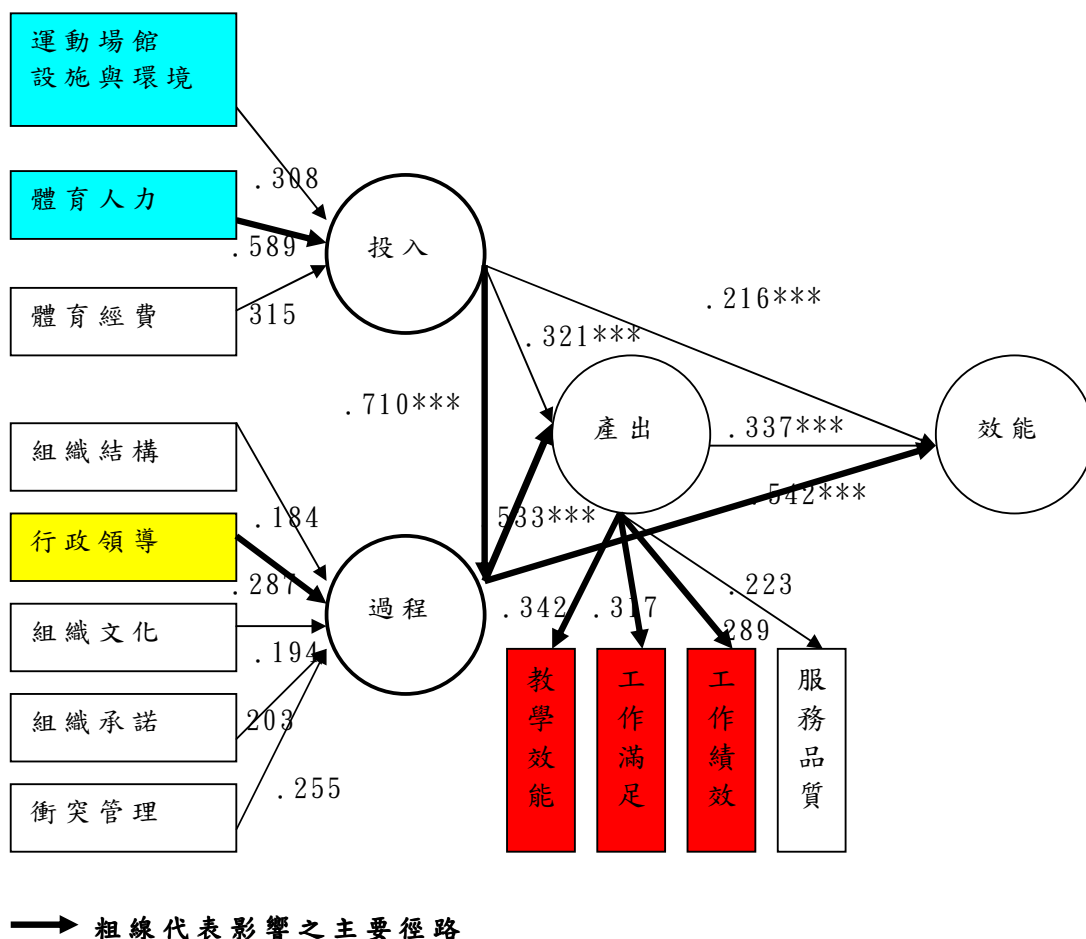 運動場館
設施與環境
.308
體育人力
.589
投入
體育經費
315
.216***
.321***
.710***
產出
.337***
效能
組織結構
.184
.533***
.542***
行政領導
.287
過程
組織文化
.194
.342
.317
289
.223
組織承諾
203
衝突管理
.255
教學效能
工作滿足
工作績效
服務品質
粗線代表影響之主要徑路